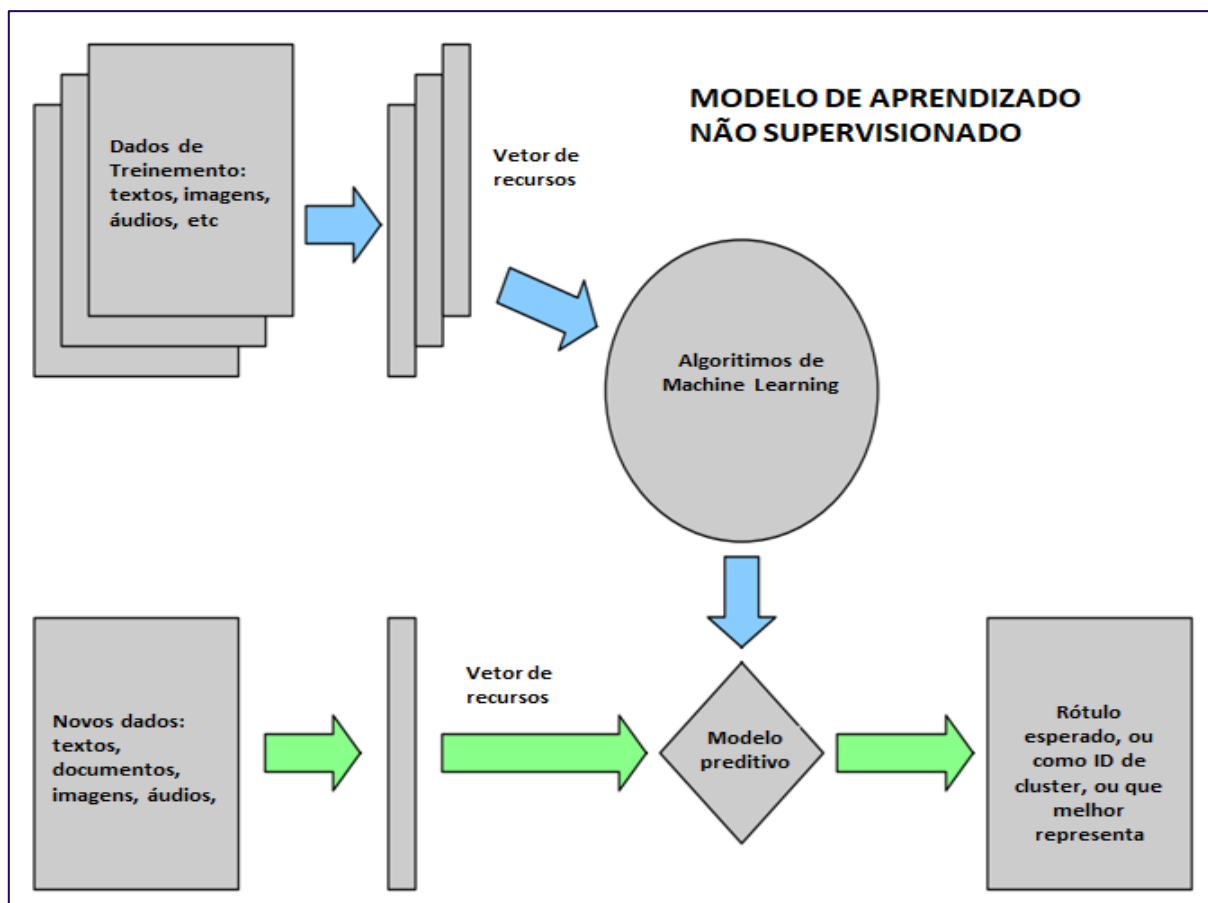 MODELO DE APRENDIZADO
NÃO SUPERVISIONADO
Dados de
Treinemento:
textos, imagens,
áudios, etc
Vetor de
recursos
Algoritimos de
Machine Learning
Novos dados:
textos,
documentos,
imagens, áudios,
Vetor de
recursos
Modelo
preditivo
Rótulo
esperado, ou
como ID de
cluster, ou que
melhor
representa